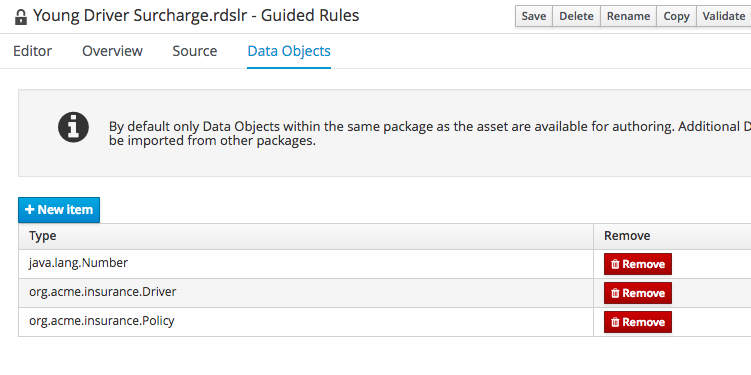 Young Driver Surcharge.rdslr - Guided Rules
Save Delete Rename Copy Validate
Editor Overview Source Data Objects
By default only Data Objects within the same package as the asset are available for authoring. Additional D
be imported from other packages.
+ New item
Type Remove
java.lang.Number Remove
org.acme.insurance.Driver Remove
org.acme.insurance.Policy Remove